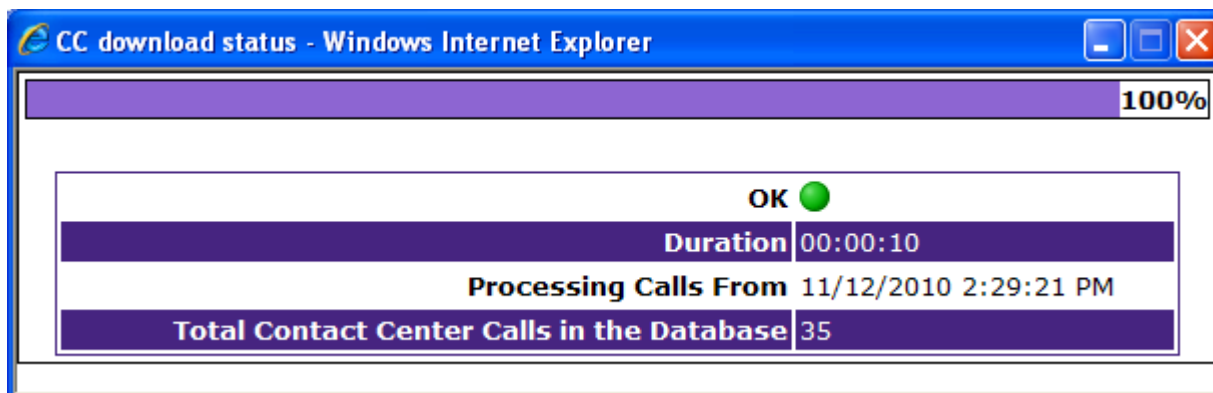 CC download status - Windows Internet Explorer
100%
OK
Duration 00:00:10
Processing Calls From 11/12/2010 2:29:21 PM
Total Contact Center Calls in the Database 35